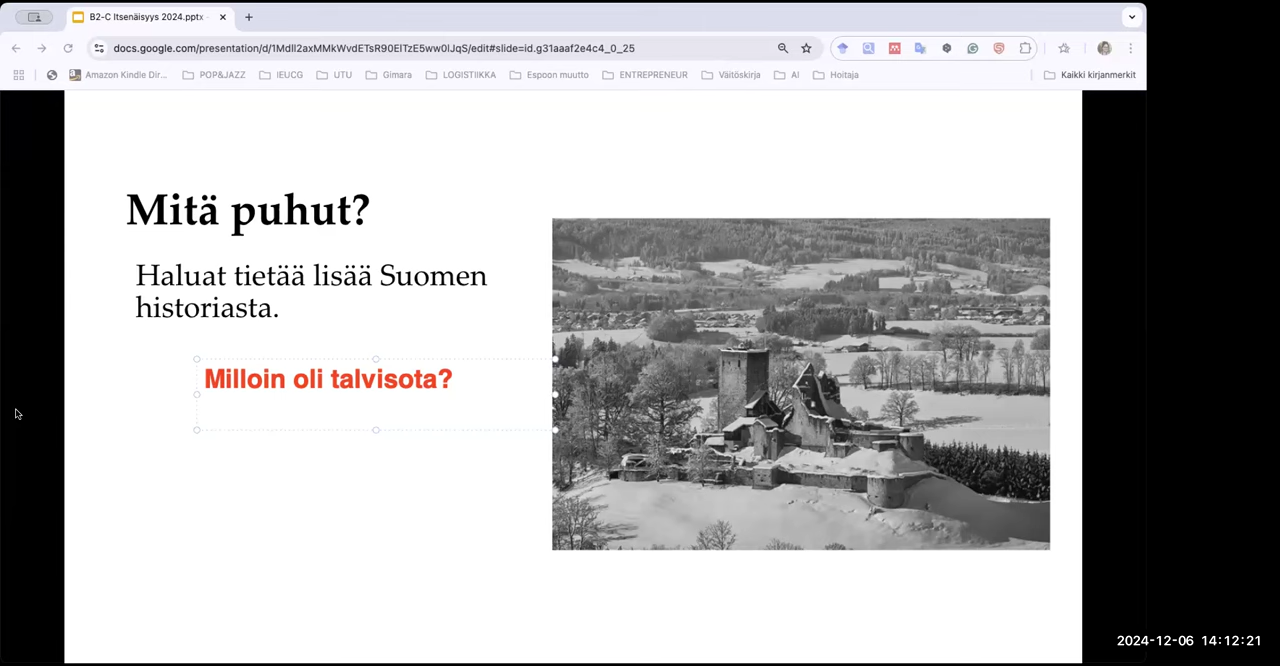 B2-C Itsenäisyys 2024.pptx
docs.google.com/presentation/d/1Mdll2axMMkWvdETsR90ElTzE5ww0lJqS/edit#slide=id.g31aaaf2e4c4_0_25
Amazon Kindle Dir...
POP&JAZZ
IEUCG
UTU
Gimara
LOGISTIIKKA
Espoon muutto
ENTREPRENEUR
Väitöskirja
AI
Hoitaja
Kaikki kirjanmerkit
Mitä puhut?
Haluat tietää lisää Suomen
historiasta.
Milloin oli talvisota?
2024-12-06 14:12:21